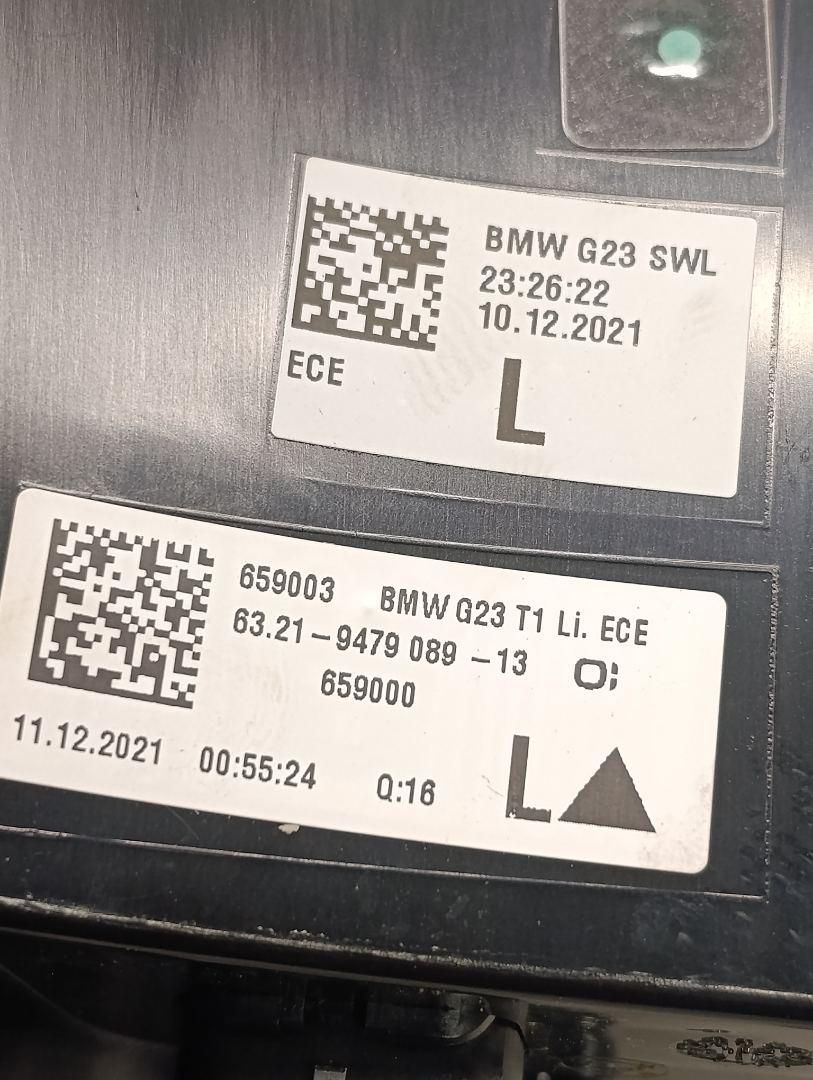 BMW G23 SWL
23:26:22
10.12.2021
ECE
L
659003 BMW G23 T1 Li. ECE
63.21-9479 089 -13
659000
11.12.2021 00:55:24 Q:16
L